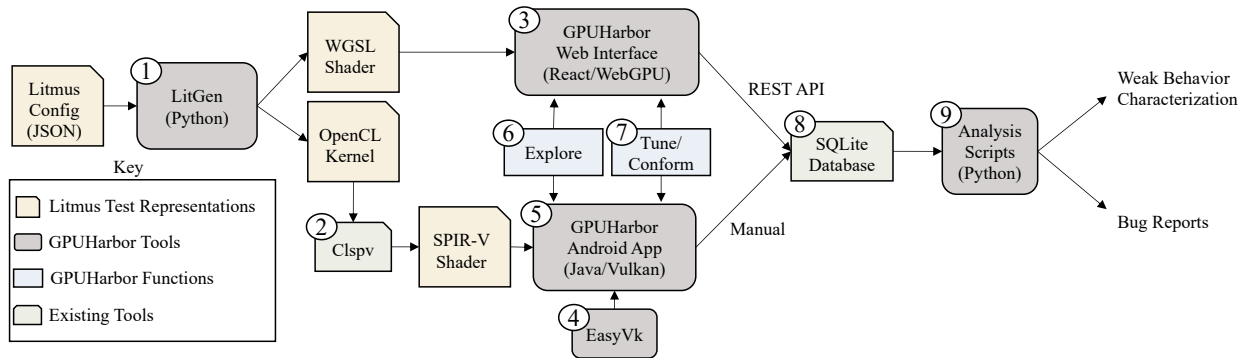 Litmus
Config
(JSON)
1
LitGen
(Python)
WGSL
Shader
OpenCL
Kernel
2
Clspv
SPIR-V
Shader
3
GPUHarbor
Web Interface
(React/WebGPU)
6
Explore
7
Tune/
Conform
5
GPUHarbor
Android App
(Java/Vulkan)
4
EasyVk
REST API
Manual
8
SQLite
Database
9
Analysis
Scripts
(Python)
Weak Behavior
Characterization
Bug Reports
Key
Litmus Test Representations
GPUHarbor Tools
GPUHarbor Functions
Existing Tools